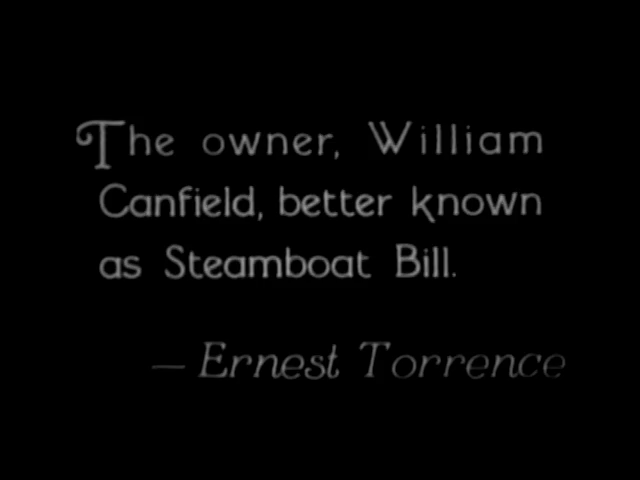 The owner, William
Canfield, better known
as Steamboat Bill.
— Ernest Torrence